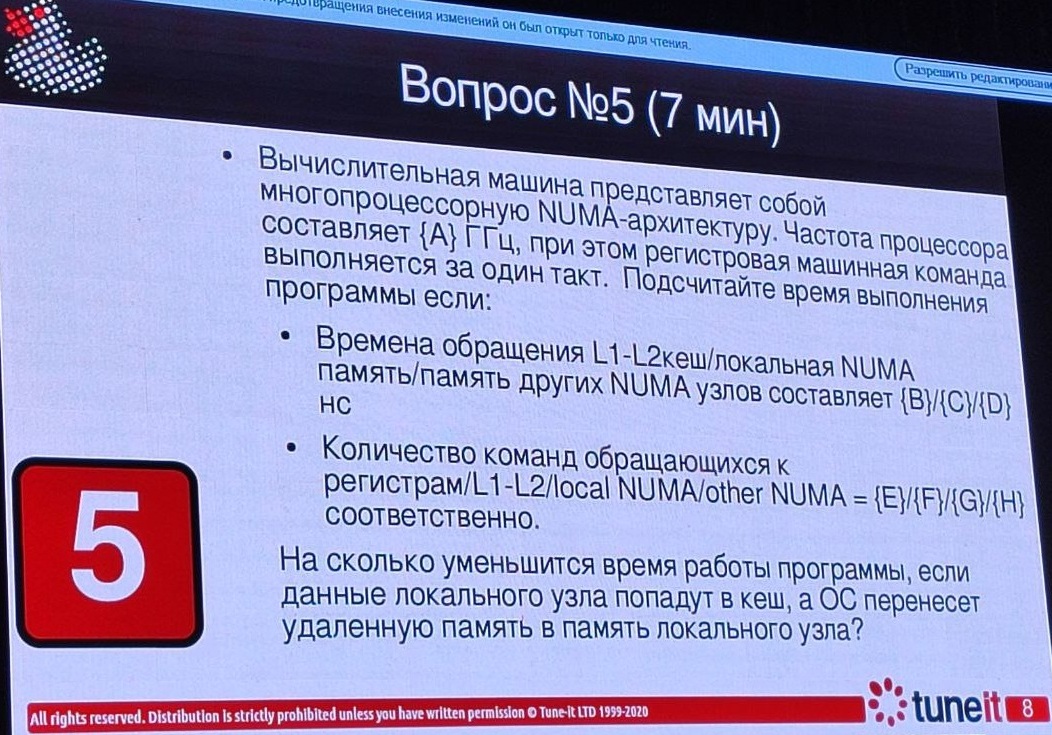 предотвращения внесения изменений он был открыт только для чтения.
Разрешить редактировани
Вопрос №5 (7 мин)
• Вычислительная машина представляет собой
многопроцессорную NUMA-архитектуру. Частота процессора
составляет {A} ГГц, при этом регистровая машинная команда
выполняется за один такт. Подсчитайте время выполнения
программы если:
• Времена обращения L1-L2кеш/локальная NUMA
память/память других NUMA узлов составляет {B}/{C}/{D}
нс
• Количество команд обращающихся к
регистрам/L1-L2/local NUMA/other NUMA = {E}/{F}/{G}/{H}
соответственно.
5
На сколько уменьшится время работы программы, если
данные локального узла попадут в кеш, а ОС перенесет
удаленную память в память локального узла?
All rights reserved. Distribution is strictly prohibited unless you have written permission © Tune-it LTD 1999-2020
tuneit
8